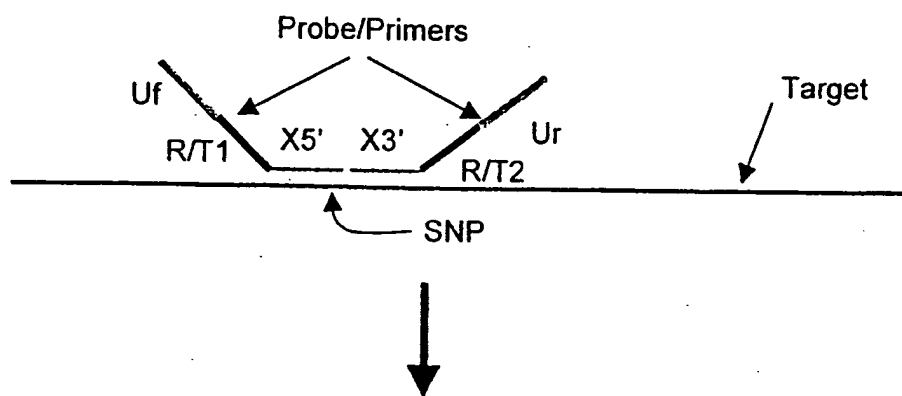 Probe/Primers
Uf
Target
X5' X3'
Ur
R/T1
R/T2
SNP